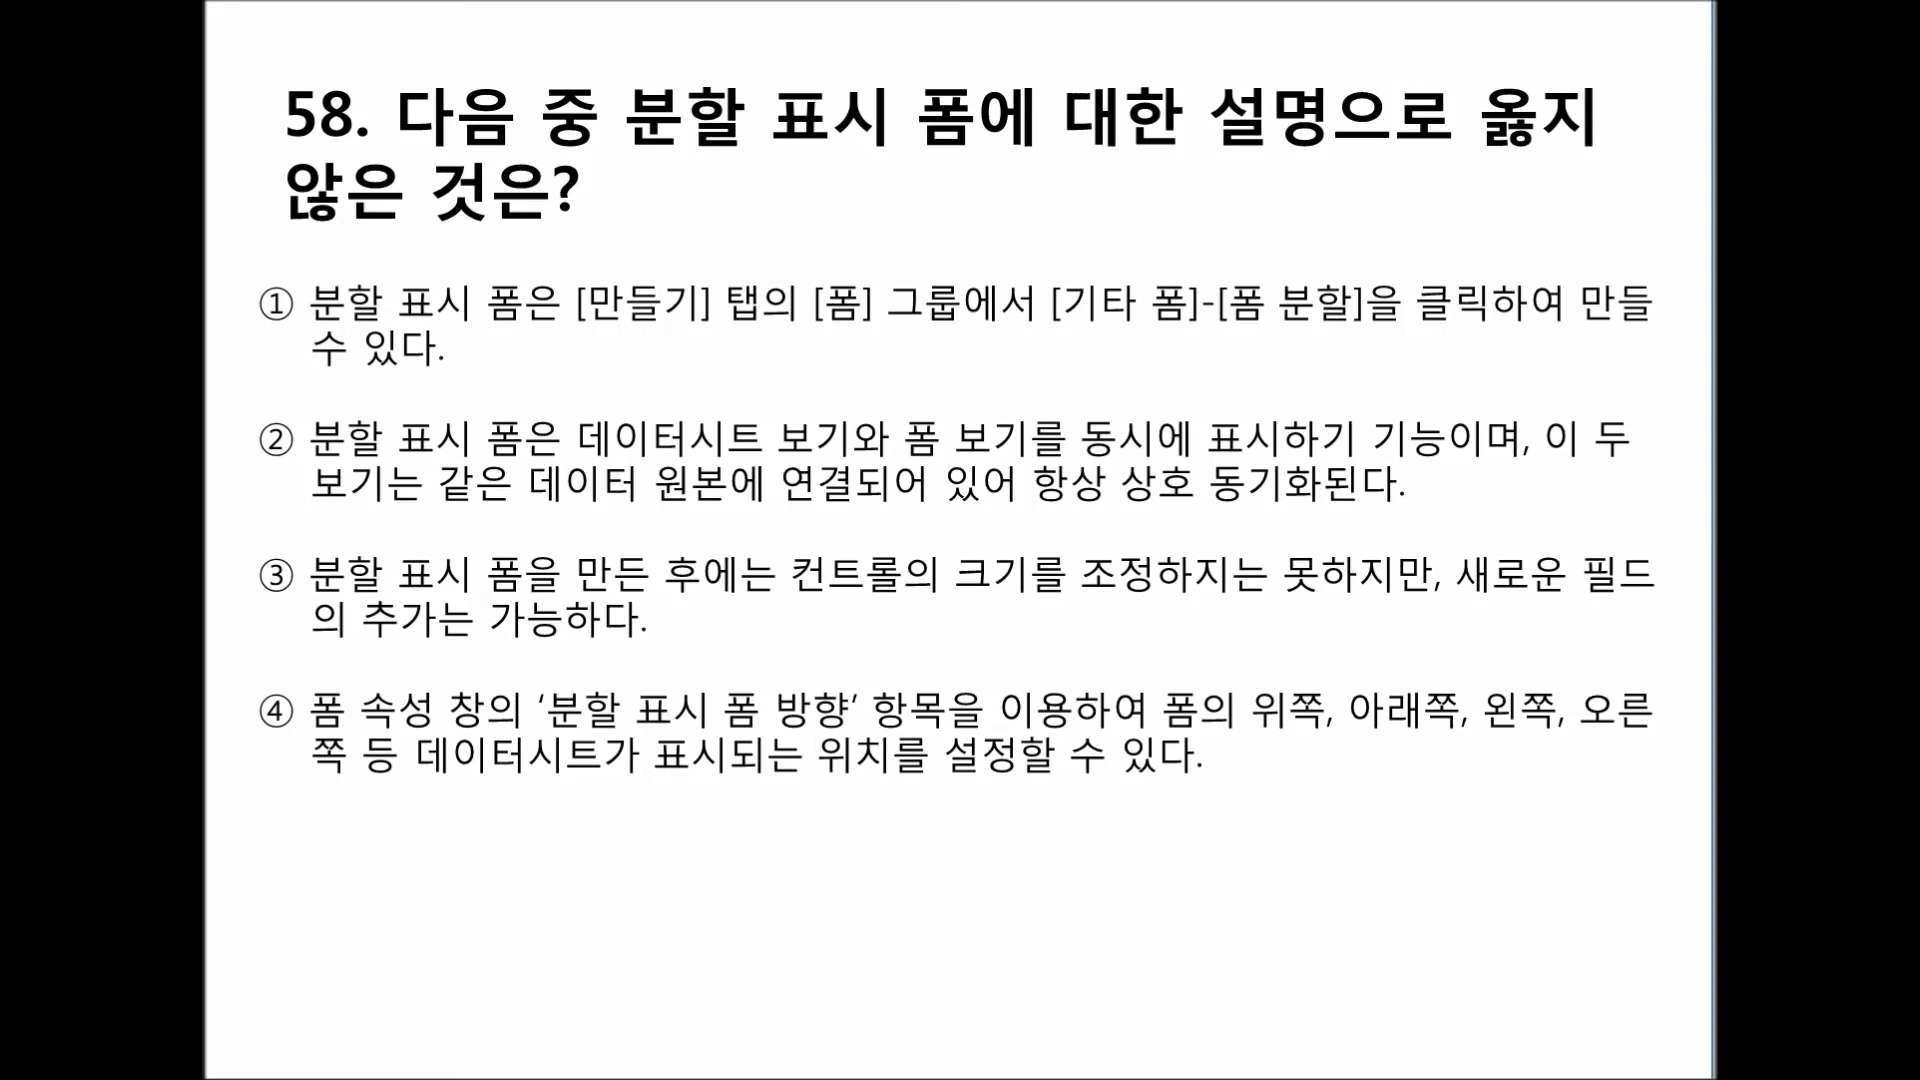 58. 다음 중 분할 표시 폼에 대한 설명으로 옳지
않은 것은?
① 분할 표시 폼은 [만들기] 탭의 [폼] 그룹에서 [기타 폼]-[폼 분할]을 클릭하여 만들
수 있다.
② 분할 표시 폼은 데이터시트 보기와 폼 보기를 동시에 표시하기 기능이며, 이 두
보기는 같은 데이터 원본에 연결되어 있어 항상 상호 동기화된다.
③ 분할 표시 폼을 만든 후에는 컨트롤의 크기를 조정하지는 못하지만, 새로운 필드
의 추가는 가능하다.
④ 폼 속성 창의 ‘분할 표시 폼 방향’ 항목을 이용하여 폼의 위쪽, 아래쪽, 왼쪽, 오른
쪽 등 데이터시트가 표시되는 위치를 설정할 수 있다.